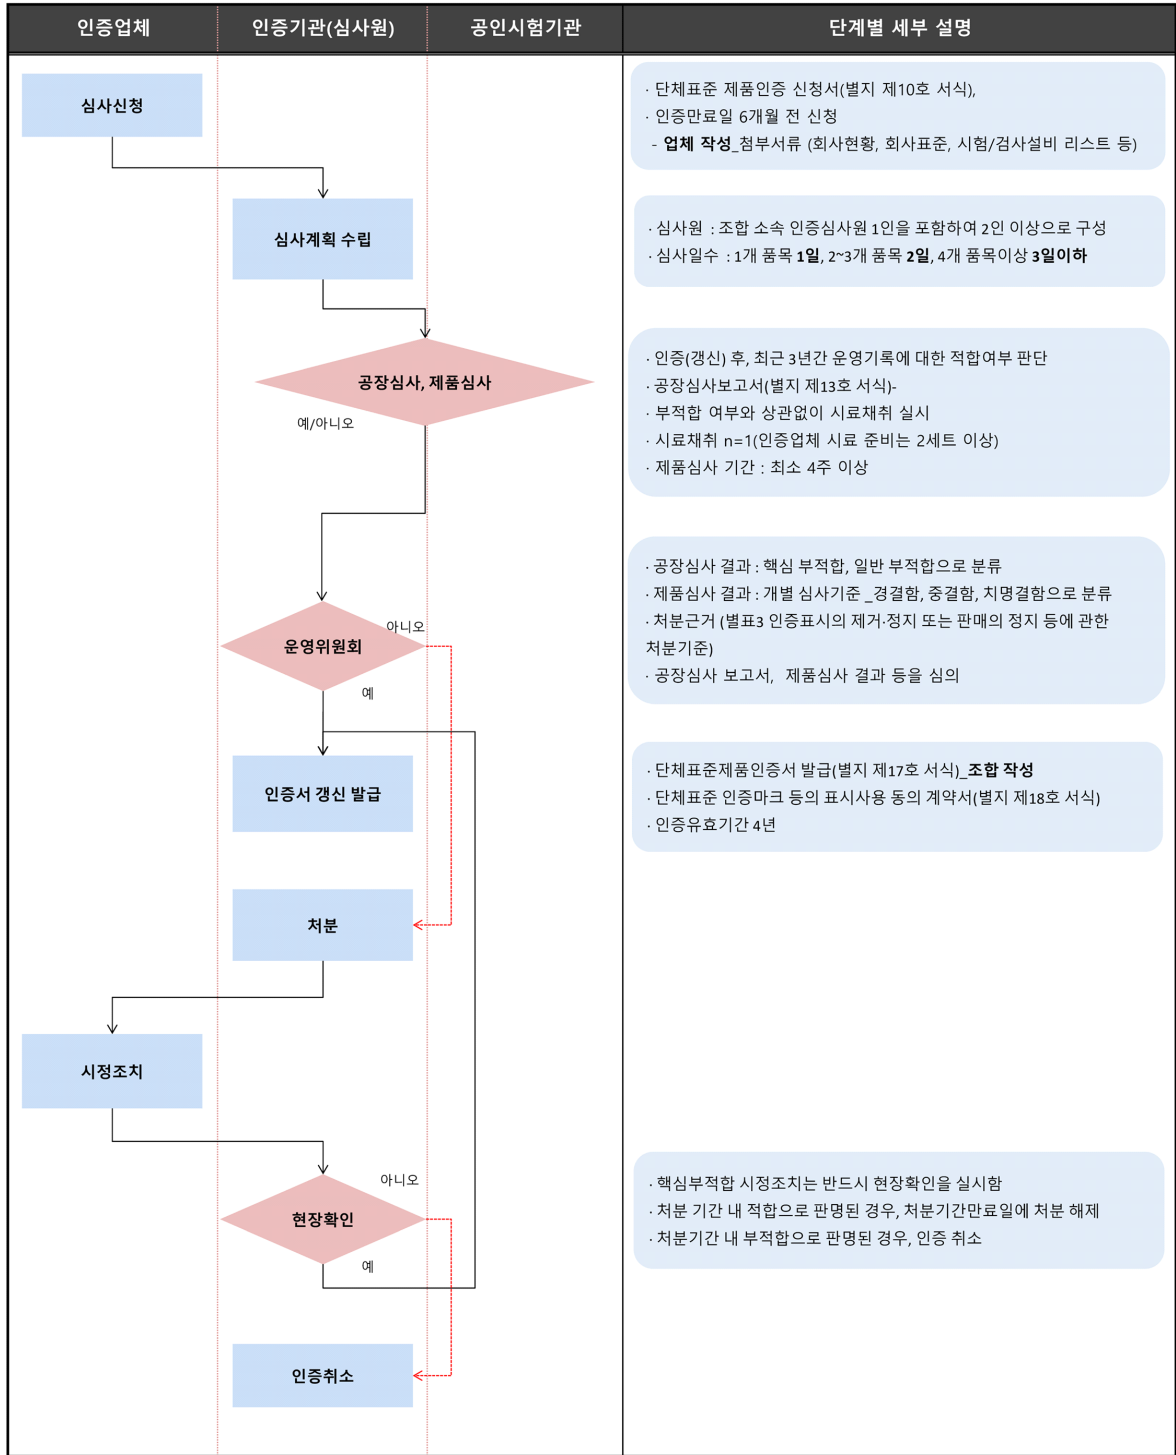 인증업체
인증기관(심사원)
공인시험기관
단계별 세부 설명
심사신청
· 단체표준 제품인증 신청서(별지 제10호 서식),
· 인증만료일 6개월 전 신청
- 업체 작성_첨부서류 (회사현황, 회사표준, 시험/검사설비 리스트 등)
심사계획 수립
· 심사원 : 조합 소속 인증심사원 1인을 포함하여 2인 이상으로 구성
· 심사일수 : 1개 품목 1일, 2~3개 품목 2일, 4개 품목이상 3일이하
공장심사, 제품심사
예/아니오
· 인증(갱신) 후, 최근 3년간 운영기록에 대한 적합여부 판단
· 공장심사보고서(별지 제13호 서식)-
· 부적합 여부와 상관없이 시료채취 실시
· 시료채취 n=1(인증업체 시료 준비는 2세트 이상)
· 제품심사 기간 : 최소 4주 이상
운영위원회
아니오
예
· 공장심사 결과 : 핵심 부적합, 일반 부적합으로 분류
· 제품심사 결과 : 개별 심사기준 _경결함, 중결함, 치명결함으로 분류
· 처분근거 (별표3 인증표시의 제거·정지 또는 판매의 정지 등에 관한
처분기준)
· 공장심사 보고서, 제품심사 결과 등을 심의
인증서 갱신 발급
· 단체표준제품인증서 발급(별지 제17호 서식)_조합 작성
· 단체표준 인증마크 등의 표시사용 동의 계약서(별지 제18호 서식)
· 인증유효기간 4년
처분
시정조치
현장확인
아니오
예
· 핵심부적합 시정조치는 반드시 현장확인을 실시함
· 처분 기간 내 적합으로 판명된 경우, 처분기간만료일에 처분 해제
· 처분기간 내 부적합으로 판명된 경우, 인증 취소
인증취소